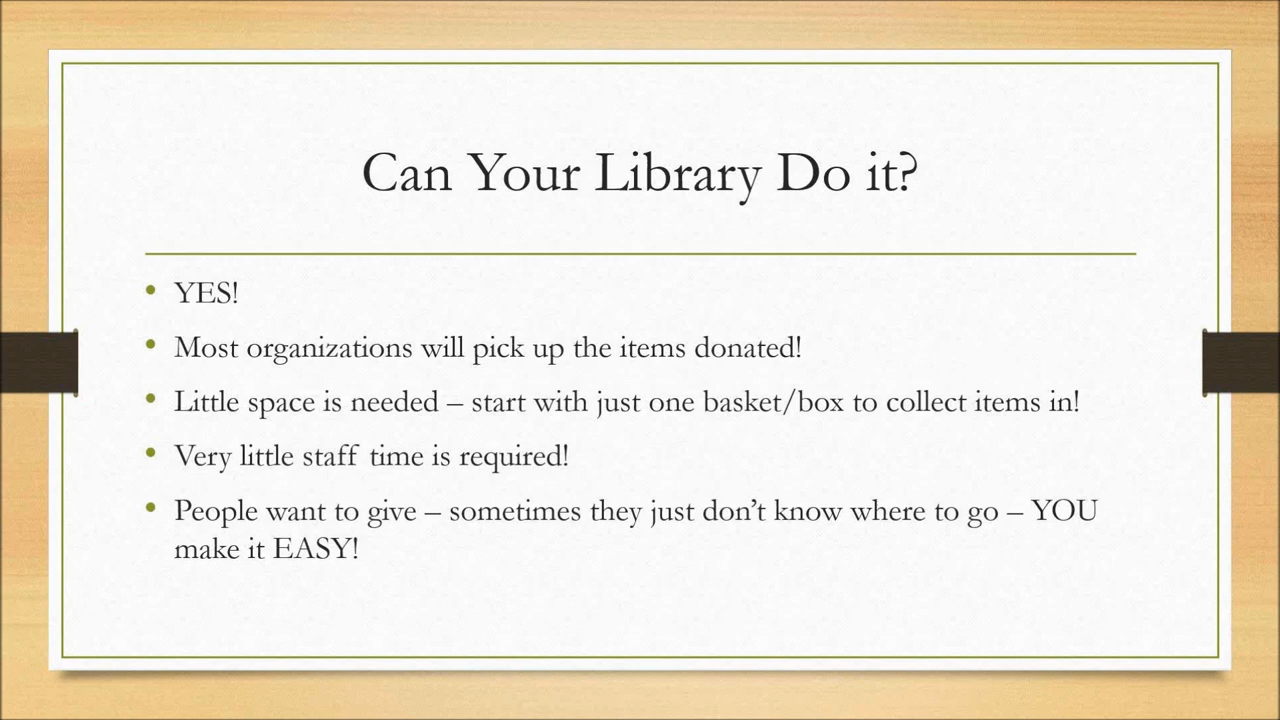 Can Your Library Do it?
• YES!
• Most organizations will pick up the items donated!
• Little space is needed – start with just one basket/box to collect items in!
• Very little staff time is required!
• People want to give – sometimes they just don’t know where to go – YOU
make it EASY!